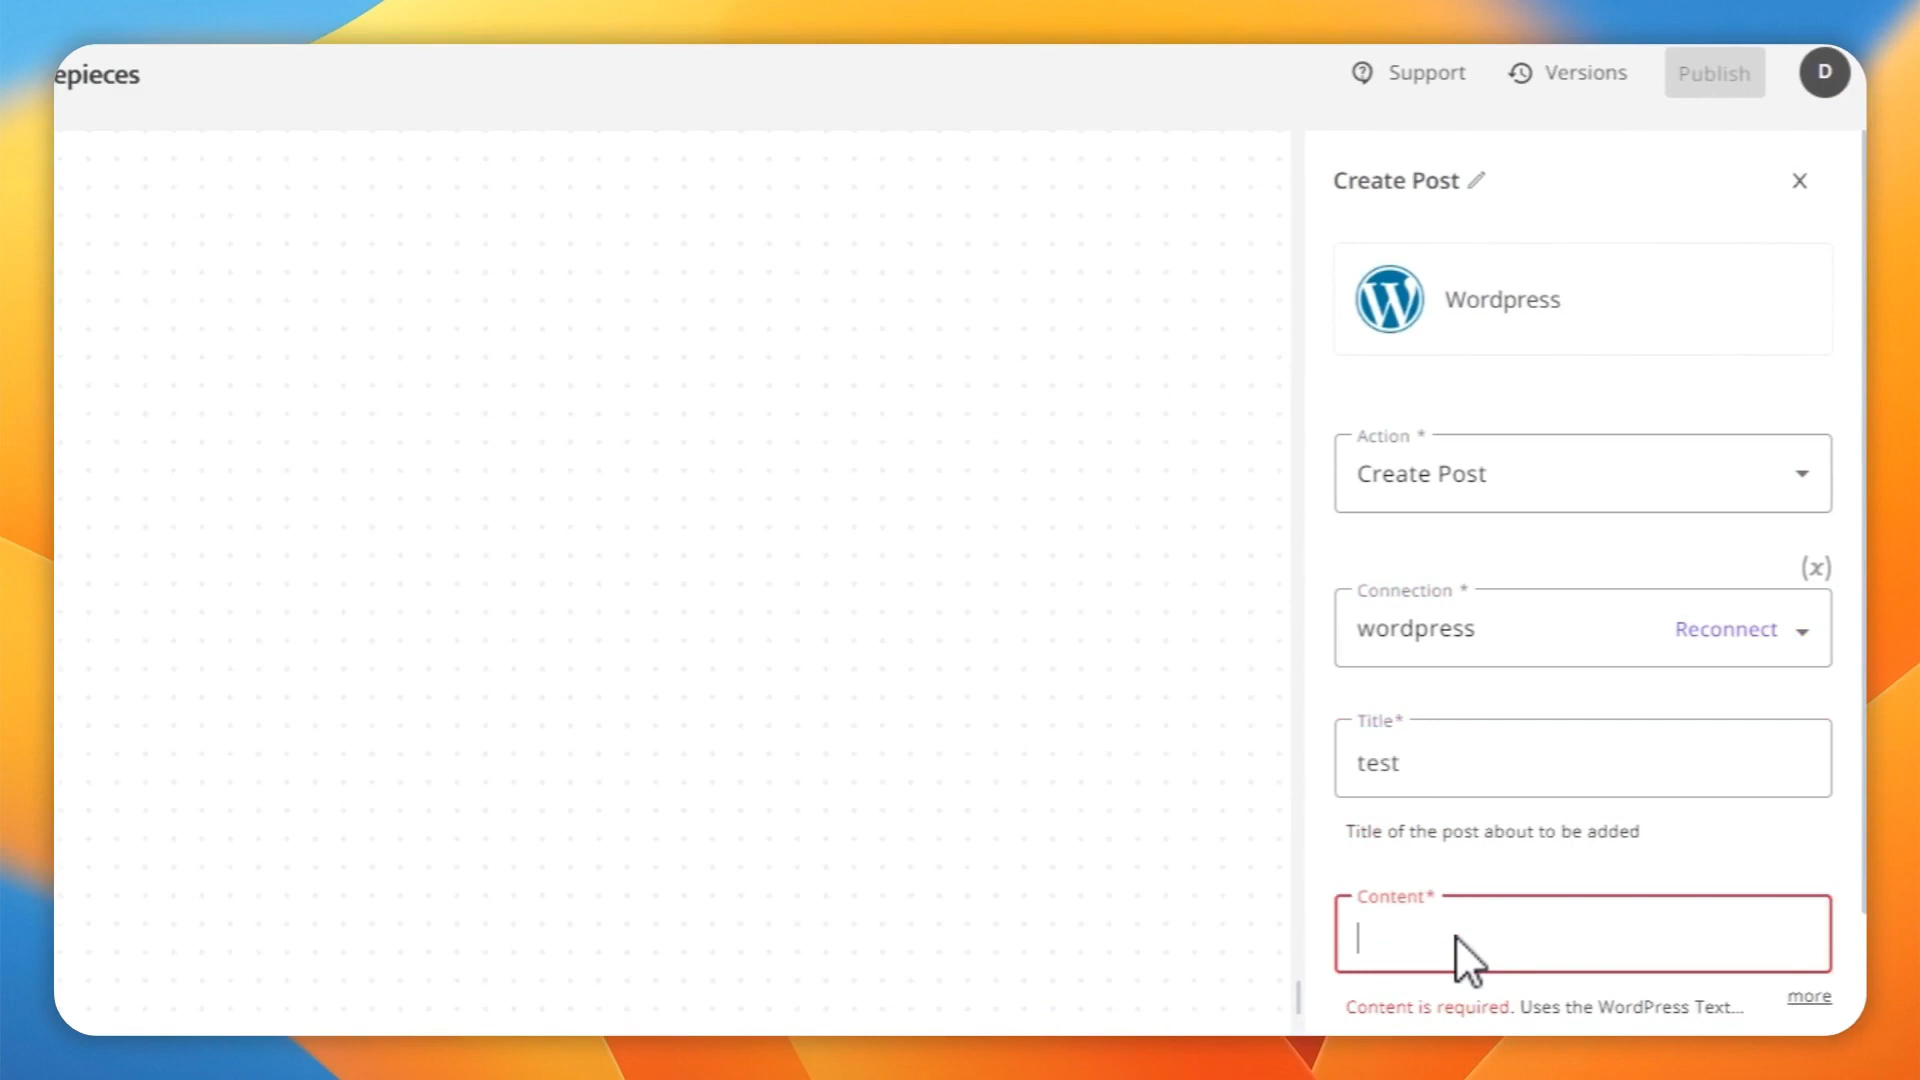 epieces
Support
Versions
Publish
D
Create Post
Wordpress
Action *
Create Post
(x)
Connection *
wordpress
Reconnect
Title*
test
Title of the post about to be added
Content*
Content is required. Uses the WordPress Text...
more